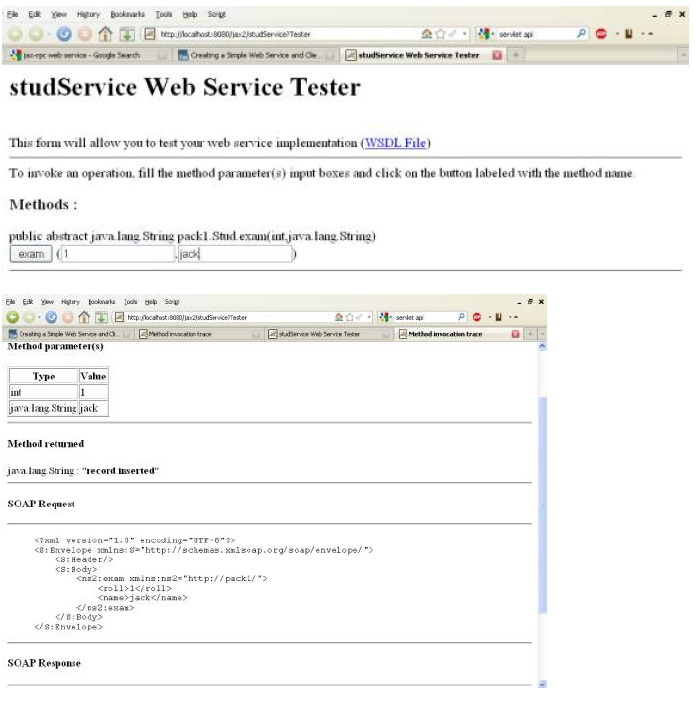 File Edit View History Bookmarks Tools Help Script
http://localhost:8080/jax2/studService?Tester
servlet api
jax-rpc web service - Google Search
Creating a Simple Web Service and Clie...
studService Web Service Tester
studService Web Service Tester
This form will allow you to test your web service implementation (WSDL File)
To invoke an operation, fill the method parameter(s) input boxes and click on the button labeled with the method name.
Methods :
public abstract java.lang.String pack1.Stud.exam(int,java.lang.String)
exam (1 ,jack )
File Edit View History Bookmarks Tools Help Script
http://localhost:8080/jax2/studService?Tester
servlet api
Creating a Simple Web Service and Cli...
Method invocation trace
studService Web Service Tester
Method invocation trace
Method parameter(s)
Type Value
int 1
java.lang.String jack
Method returned
java.lang.String : "record inserted"
SOAP Request
<?xml version="1.0" encoding="UTF-8"?>
<S:Envelope xmlns:S="http://schemas.xmlsoap.org/soap/envelope/">
<S:Header/>
<S:Body>
<ns2:exam xmlns:ns2="http://pack1/">
<roll>1</roll>
<name>jack</name>
</ns2:exam>
</S:Body>
</S:Envelope>
SOAP Response